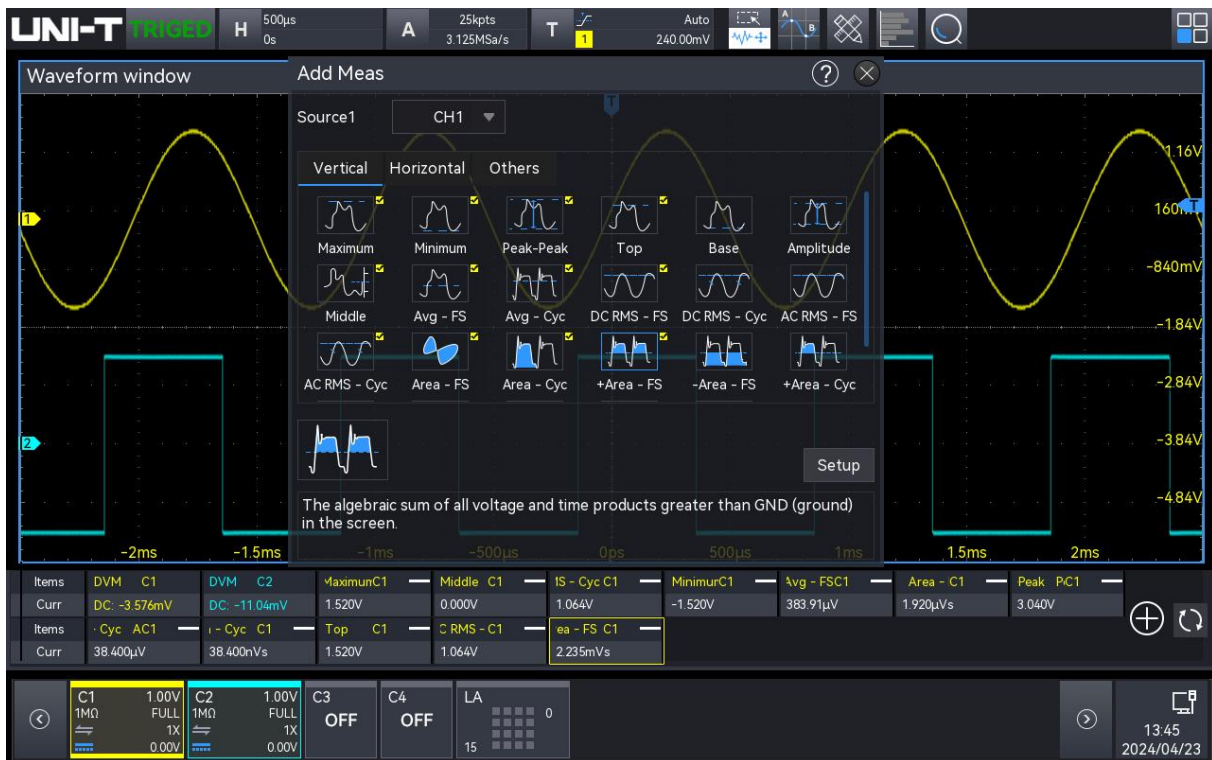 UNI-T TRIGED H 500μs 0s A 25kpts 3.125MSa/s T 1 Auto 240.00mV A B
Waveform window
Add Meas ?
T
Source1 CH1
1.16V
Vertical Horizontal Others
1 T
Maximum Minimum Peak-Peak Top Base Amplitude
-840mV
Middle Avg - FS Avg - Cyc DC RMS - FS DC RMS - Cyc AC RMS - FS
-1.84V
AC RMS - Cyc Area - FS Area - Cyc +Area - FS -Area - FS +Area - Cyc
-2.84V
2
-3.84V
Setup
-4.84V
The algebraic sum of all voltage and time products greater than GND (ground)
in the screen.
-2ms -1.5ms -1ms -500μs 0ps 500μs 1ms 1.5ms 2ms
Items DVM C1 DVM C2 MaximunC1 Middle C1 1S - Cyc C1 MinimurC1 Avg - FSC1 Area - C1 Peak C1
Curr DC: -3.576mV DC: -11.04mV 1.520V 0.000V 1.064V -1.520V 383.91μV 1.920μVs 3.040V
Items Cyc AC1 - Cyc C1 Top C1 C RMS - C1 ea - FS C1
Curr 38.400μV 38.400nVs 1.520V 1.064V 2.235mVs
C1 1.00V 1MΩ FULL 1X 0.00V
C2 1.00V 1MΩ FULL 1X 0.00V
C3 OFF
C4 OFF
LA 0 15
13:45
2024/04/23